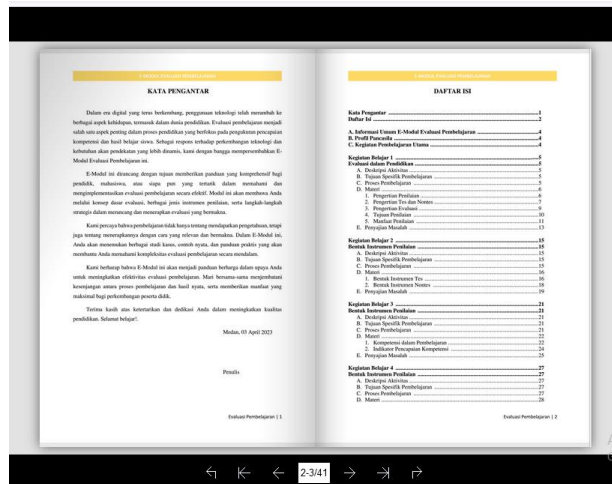 E-MODUL EVALUASI PEMBELAJARAN
KATA PENGANTAR
Dalam era digital yang terus berkembang, penggunaan teknologi telah merambah ke
berbagai aspek kehidupan, termasuk dalam dunia pendidikan. Evaluasi pembelajaran menjadi
salah satu aspek penting dalam proses pendidikan yang berfokus pada pengukuran pencapaian
kompetensi dan hasil belajar siswa. Sebagai respons terhadap perkembangan teknologi dan
kebutuhan akan pendekatan yang lebih dinamis, kami dengan bangga mempersembahkan E-
Modul Evaluasi Pembelajaran ini.
E-Modul ini dirancang dengan tujuan memberikan panduan yang komprehensif bagi
pendidik, mahasiswa, atau siapa pun yang tertarik dalam memahami dan
mengimplementasikan evaluasi pembelajaran secara efektif. Modul ini akan membawa Anda
melalui konsep dasar evaluasi, berbagai jenis instrumen penilaian, serta langkah-langkah
strategis dalam merancang dan menerapkan evaluasi yang bermakna.
Kami percaya bahwa pembelajaran tidak hanya tentang mendapatkan pengetahuan, tetapi
juga tentang menerapkannya dengan cara yang relevan dan bermakna. Dalam E-Modul ini,
Anda akan menemukan berbagai studi kasus, contoh nyata, dan panduan praktis yang akan
membantu Anda memahami kompleksitas evaluasi pembelajaran secara mendalam.
Kami berharap bahwa E-Modul ini akan menjadi panduan berharga dalam upaya Anda
untuk meningkatkan efektivitas evaluasi pembelajaran. Mari bersama-sama menjembatani
kesenjangan antara proses pembelajaran dan hasil nyata, serta memberikan manfaat yang
maksimal bagi perkembangan peserta didik.
Terima kasih atas ketertarikan dan dedikasi Anda dalam meningkatkan kualitas
pendidikan. Selamat belajar!.
Medan, 03 April 2023
Penulis
Evaluasi Pembelajaran | 1
E-MODUL EVALUASI PEMBELAJARAN
DAFTAR ISI
Kata Pengantar ...1
Daftar Isi ...2
A. Informasi Umum E-Modul Evaluasi Pembelajaran ...4
B. Profil Pancasila ...4
C. Kegiatan Pembelajaran Utama ...4
Kegiatan Belajar 1 ...5
Evaluasi dalam Pendidikan ...5
A. Deskripsi Aktivitas ...5
B. Tujuan Spesifik Pembelajaran ...5
C. Proses Pembelajaran ...5
D. Materi ...6
1. Pengertian Penilaian ...6
2. Pengertian Tes dan Nontes ...7
3. Pengertian Evaluasi ...9
4. Tujuan Penilaian ...10
5. Manfaat Penilaian ...11
E. Penyajian Masalah ...13
Kegiatan Belajar 2 ...15
Bentuk Instrumen Penilaian ...15
A. Deskripsi Aktivitas ...15
B. Tujuan Spesifik Pembelajaran ...15
C. Proses Pembelajaran ...15
D. Materi ...16
1. Bentuk Instrumen Tes ...16
2. Bentuk Instrumen Nontes ...18
E. Penyajian Masalah ...19
Kegiatan Belajar 3 ...21
Bentuk Instrumen Penilaian ...21
A. Deskripsi Aktivitas ...21
B. Tujuan Spesifik Pembelajaran ...21
C. Proses Pembelajaran ...21
D. Materi ...22
1. Kompetensi dalam Pembelajaran ...22
2. Indikator Pencapaian Kompetensi ...24
E. Penyajian Masalah ...25
Kegiatan Belajar 4 ...27
Bentuk Instrumen Penilaian ...27
A. Deskripsi Aktivitas ...27
B. Tujuan Spesifik Pembelajaran ...27
C. Proses Pembelajaran ...27
D. Materi ...28
Evaluasi Pembelajaran | 2
2-3/41